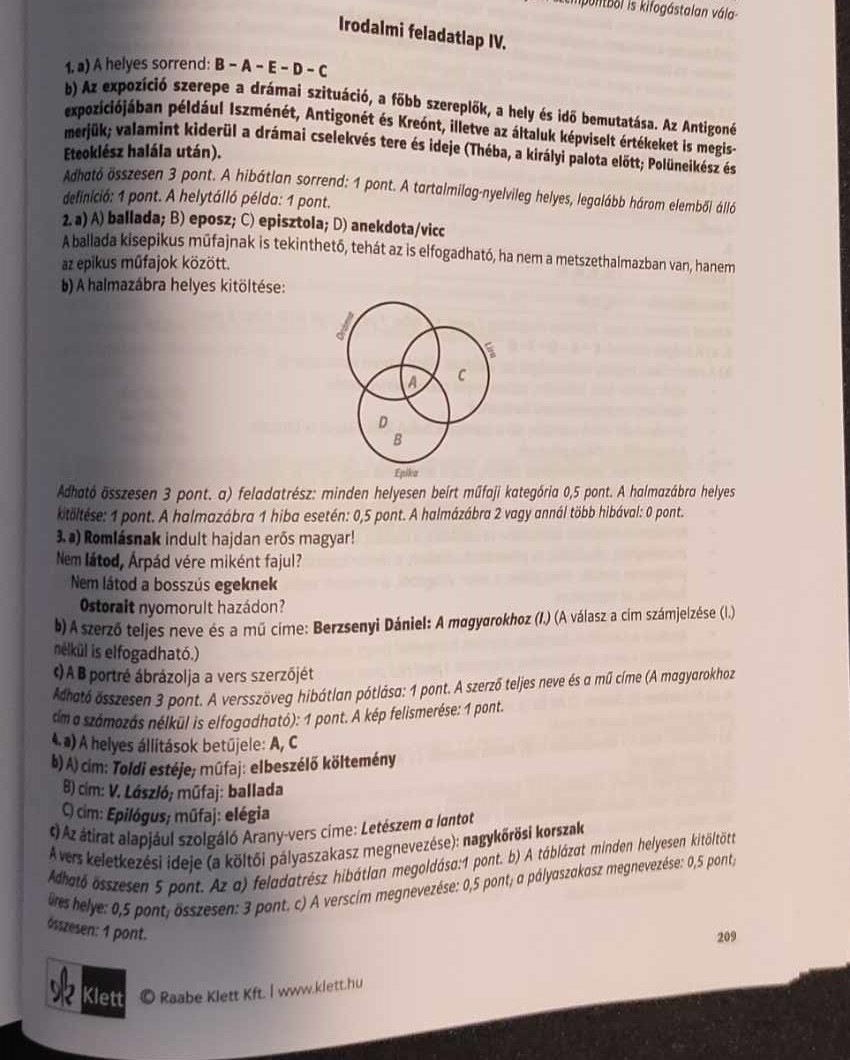 is kifogástalan vála-
Irodalmi feladatlap IV.
1. a) A helyes sorrend: B – A – E – D – C
b) Az expozíció szerepe a drámai szituáció, a főbb szereplők, a hely és idő bemutatása. Az Antigoné
expozíciójában például Iszménét, Antigonét és Kreónt, illetve az általuk képviselt értékeket is megis-
merjük; valamint kiderül a drámai cselekvés tere és ideje (Théba, a királyi palota előtt; Polüneikész és
Eteoklész halála után).
Adható összesen 3 pont. A hibátlan sorrend: 1 pont. A tartalmilag-nyelvileg helyes, legalább három elemből álló
definíció: 1 pont. A helytálló példa: 1 pont.
2. a) A) ballada; B) eposz; C) episztola; D) anekdota/vicc
A ballada kisepikus műfajnak is tekinthető, tehát az is elfogadható, ha nem a metszethalmazban van, hanem
az epikus műfajok között.
b) A halmazábra helyes kitöltése:
Dráma
Líra
A
C
D
B
Epika
Adható összesen 3 pont. a) feladatrész: minden helyesen beírt műfaji kategória 0,5 pont. A halmazábra helyes
kitöltése: 1 pont. A halmazábra 1 hiba esetén: 0,5 pont. A halmázábra 2 vagy annál több hibával: 0 pont.
3. a) Romlásnak indult hajdan erős magyar!
Nem látod, Árpád vére miként fajul?
Nem látod a bosszús egeknek
Ostorait nyomorult hazádon?
b) A szerző teljes neve és a mű címe: Berzsenyi Dániel: A magyarokhoz (I.) (A válasz a cím számjelzése (I.)
nélkül is elfogadható.)
c) A B portré ábrázolja a vers szerzőjét
Adható összesen 3 pont. A versszöveg hibátlan pótlása: 1 pont. A szerző teljes neve és a mű címe (A magyarokhoz
cím a számozás nélkül is elfogadható): 1 pont. A kép felismerése: 1 pont.
4. a) A helyes állítások betűjele: A, C
b) A) cím: Toldi estéje; műfaj: elbeszélő költemény
B) cím: V. László; műfaj: ballada
C) cím: Epilógus; műfaj: elégia
c) Az átirat alapjául szolgáló Arany-vers címe: Letészem a lantot
A vers keletkezési ideje (a költői pályaszakasz megnevezése): nagykőrösi korszak
Adható összesen 5 pont. Az a) feladatrész hibátlan megoldása:1 pont. b) A táblázat minden helyesen kitöltött
üres helye: 0,5 pont, összesen: 3 pont. c) A verscím megnevezése: 0,5 pont; a pályaszakasz megnevezése: 0,5 pont,
összesen: 1 pont.
209
Klett © Raabe Klett Kft. | www.klett.hu